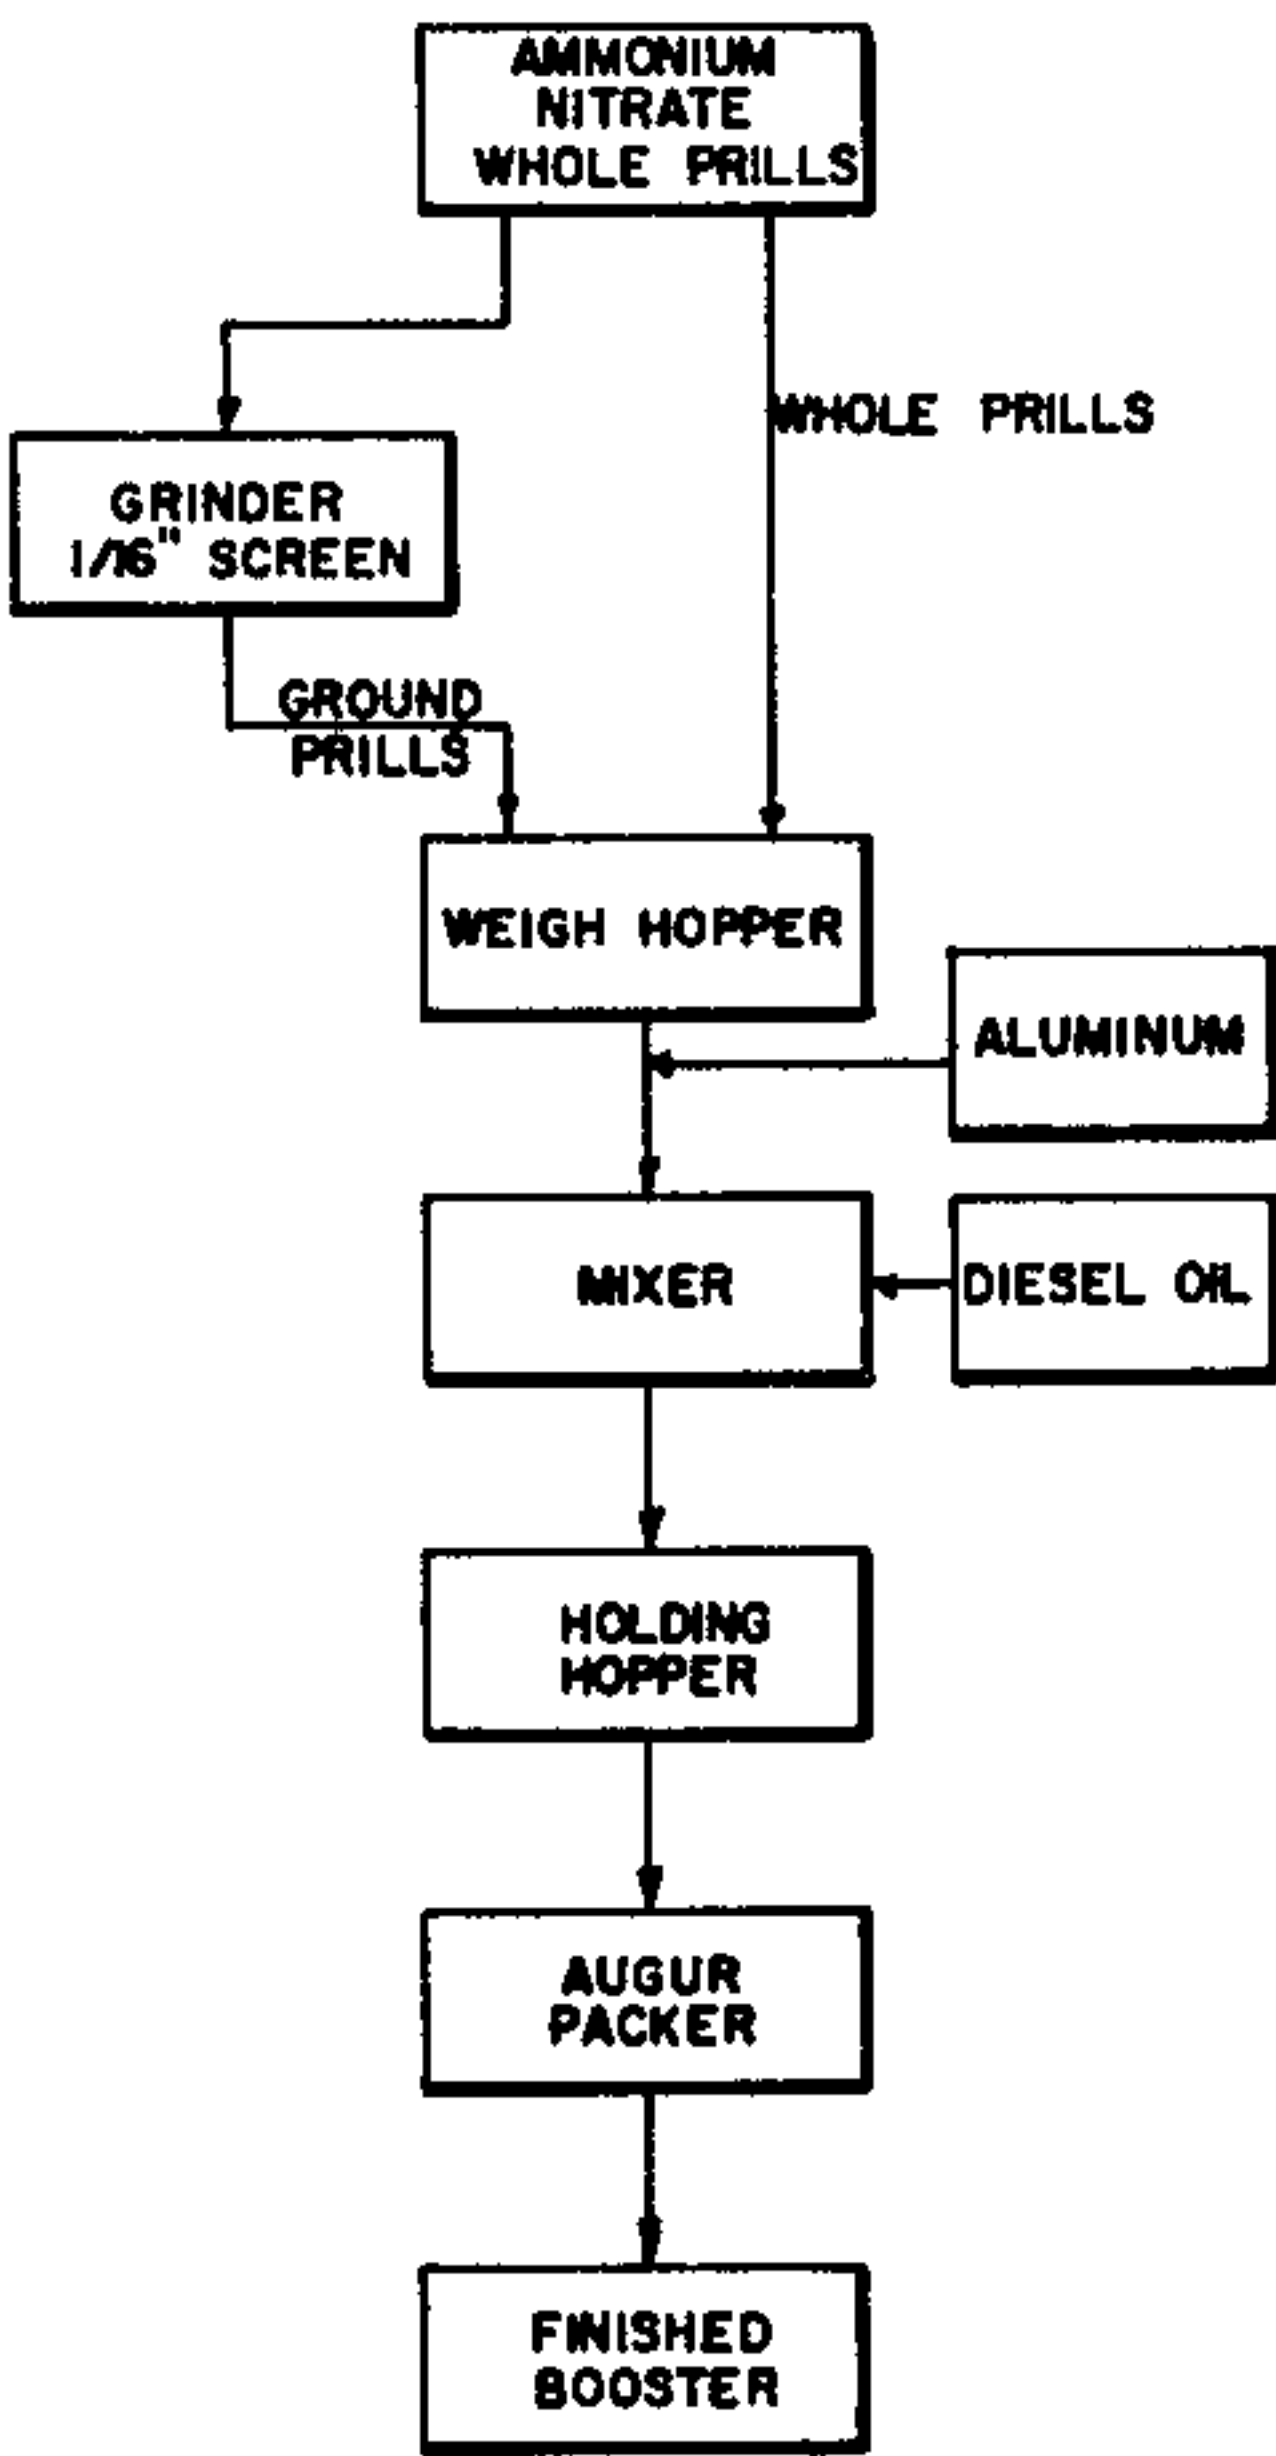 AMMONIUM
NITRATE
WHOLE PRILLS
WHOLE PRILLS
GRINDER
1/16" SCREEN
GROUND
PRILLS
WEIGH HOPPER
ALUMINUM
MIXER
DIESEL OIL
HOLDING
HOPPER
AUGUR
PACKER
FINISHED
BOOSTER